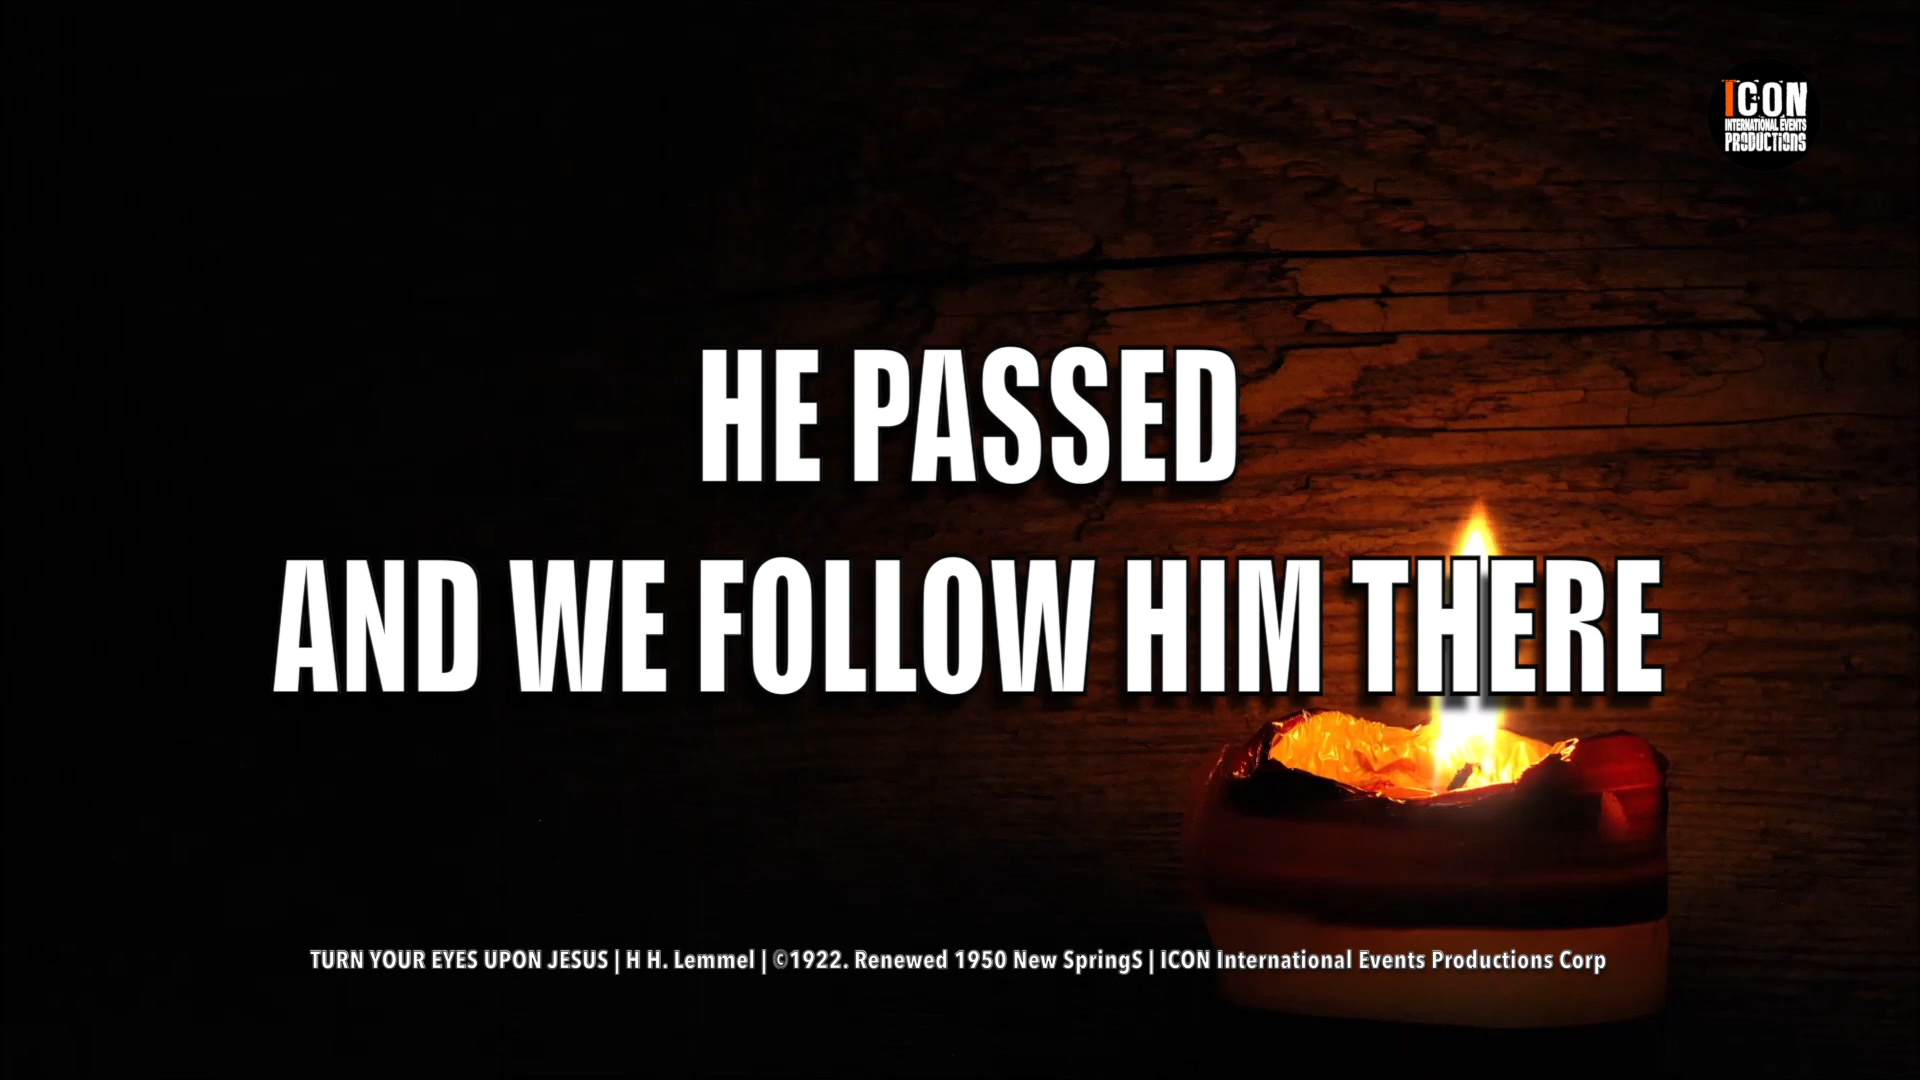 ICON
INTERNATIONAL EVENTS
PRODUCTIONS
HE PASSED
AND WE FOLLOW HIM THERE
TURN YOUR EYES UPON JESUS | H H. Lemmel | ©1922. Renewed 1950 New SpringS | ICON International Events Productions Corp